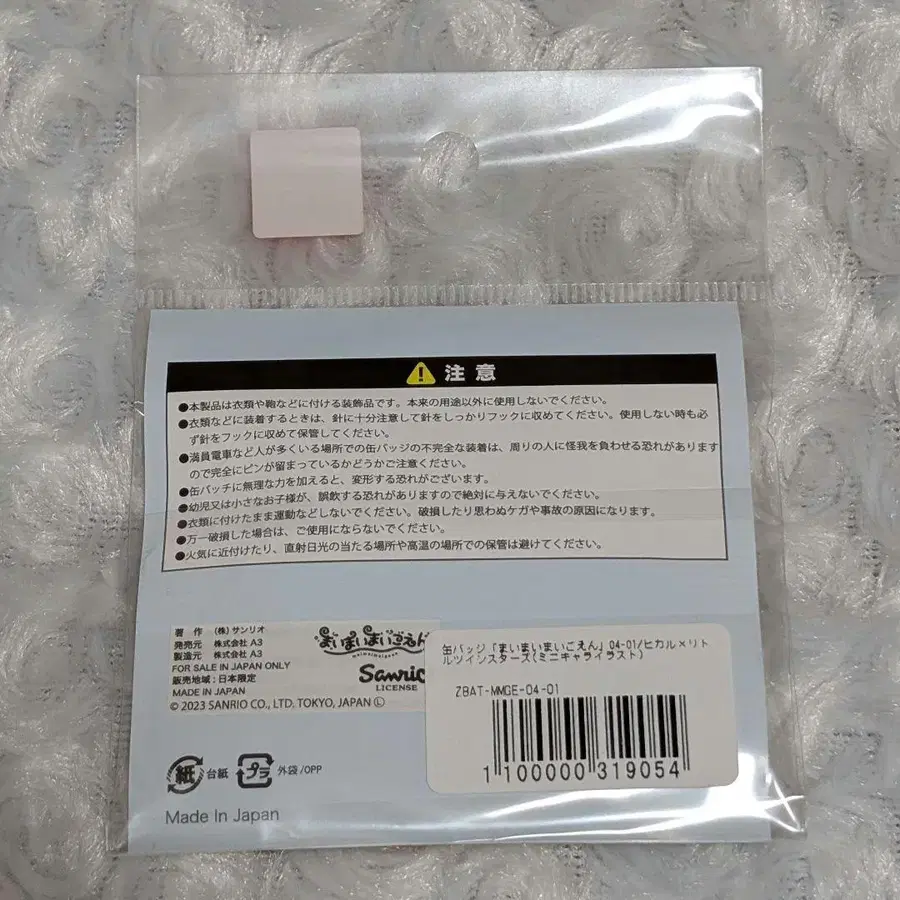 注意
●本製品は衣類や鞄などに付ける装飾品です。本来の用途以外に使用しないでください。
●衣類などに装着するときは、針に十分注意して針をしっかりフックに収めてください。使用しない時も必
ず針をフックに収めて保管してください。
●満員電車など人が多くいる場所での缶バッジの不完全な装着は、周りの人に怪我を負わせる恐れがあります
ので完全にピンが留まっているかどうかご注意ください。
●缶バッチに無理な力を加えると、変形する恐れがございます。
●幼児又は小さなお子様が、誤飲する恐れがありますので絶対に与えないでください。
●衣類に付けたまま運動などしないでください。破損したり思わぬケガや事故の原因になります。
●万一破損した場合は、ご使用にならないでください。
●火気に近付けたり、直射日光の当たる場所や高温の場所での保管は避けてください。
著作 (株)サンリオ
発売元 株式会社 A3
製造元 株式会社 A3
FOR SALE IN JAPAN ONLY
販売地域:日本限定
MADE IN JAPAN
© 2023 SANRIO CO., LTD. TOKYO, JAPAN Ⓛ
まいまいまいごえん
maimaimaigoen
Sanrio
LICENSE
缶バッジ「まいまいまいごえん」04-01/ヒカル×リト
ルツインスターズ(ミニキャライラスト)
ZBAT-MMGE-04-01
1 100000 319054
紙 台紙
プラ 外袋/OPP
Made In Japan